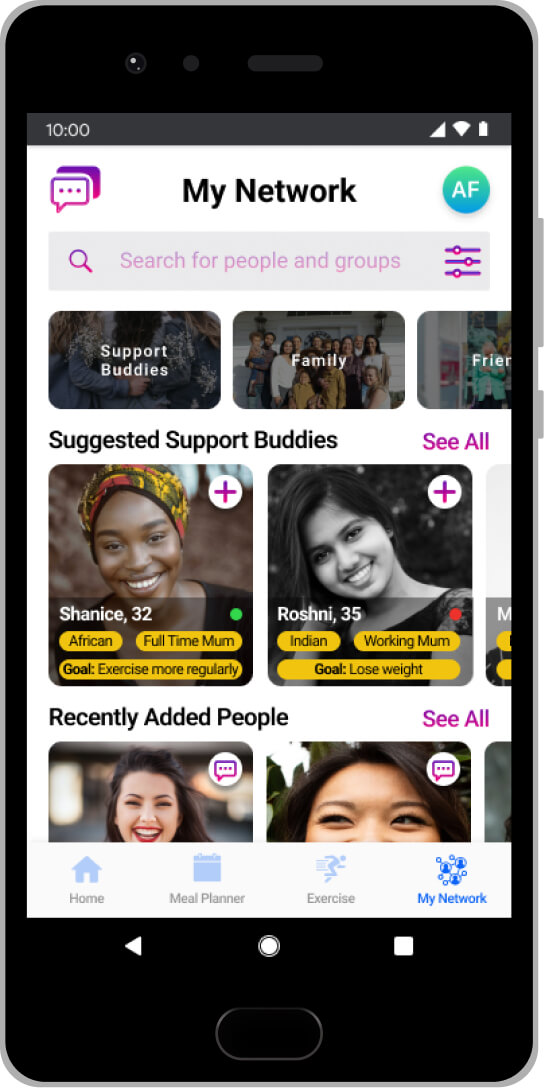 10:00
My Network
AF
Search for people and groups
Support
Buddies
Family
Frien
Suggested Support Buddies
See All
Shanice, 32
Roshni, 35
M
African
Full Time Mum
Indian
Working Mum
Goal: Exercise more regularly
Goal: Lose weight
Recently Added People
See All
Home
Meal Planner
Exercise
My Network